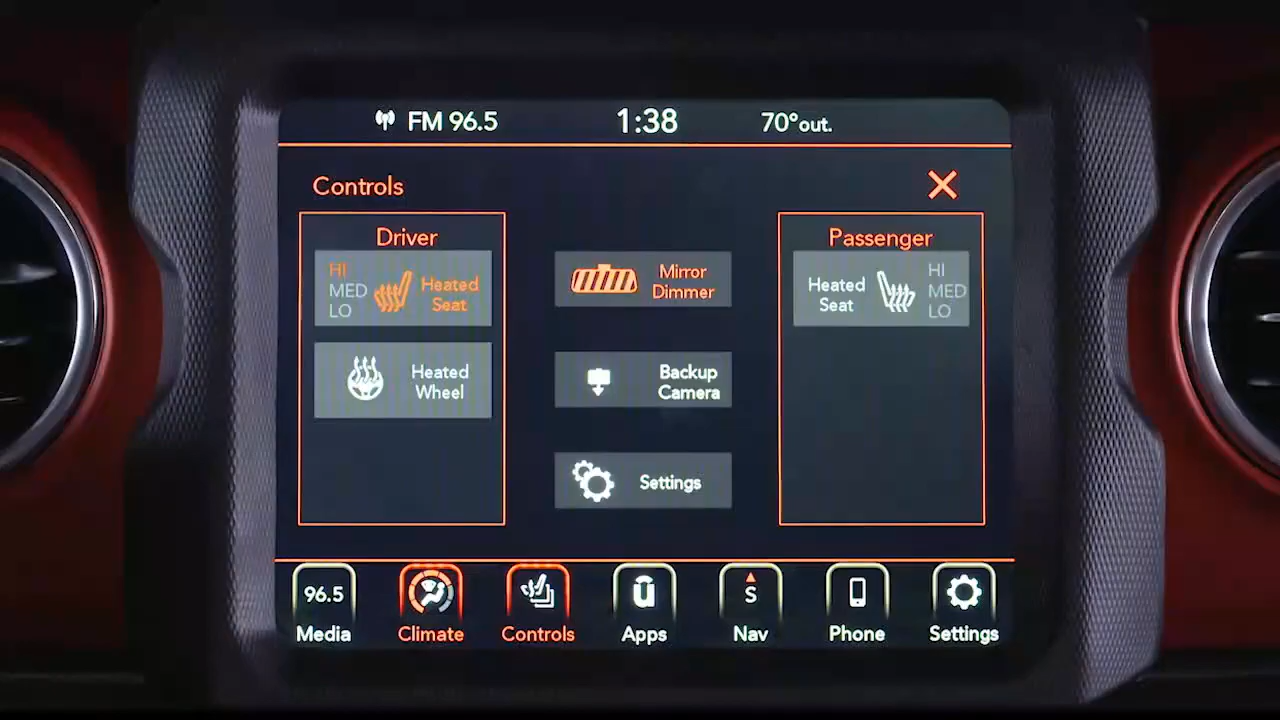 FM 96.5 1:38 70°out.
Controls
Driver
HI
MED
LO
Heated
Seat
Heated
Wheel
Mirror
Dimmer
Backup
Camera
Settings
Passenger
Heated
Seat
HI
MED
LO
96.5
Media
Climate
Controls
Apps
S
Nav
Phone
Settings